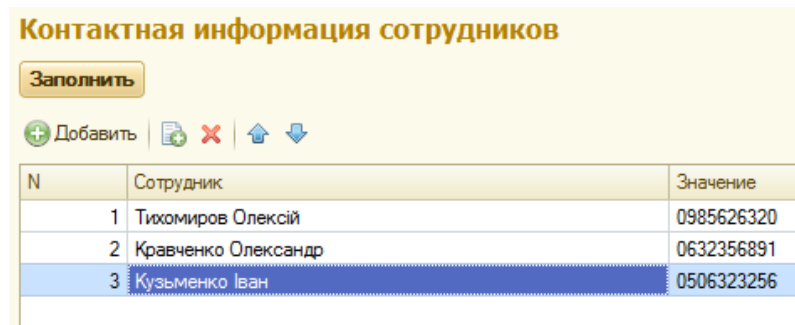 Контактная информация сотрудников
Заполнить
Добавить
N Сотрудник Значение
1 Тихомиров Олексій 0985626320
2 Кравченко Олександр 0632356891
3 Кузьменко Іван 0506323256